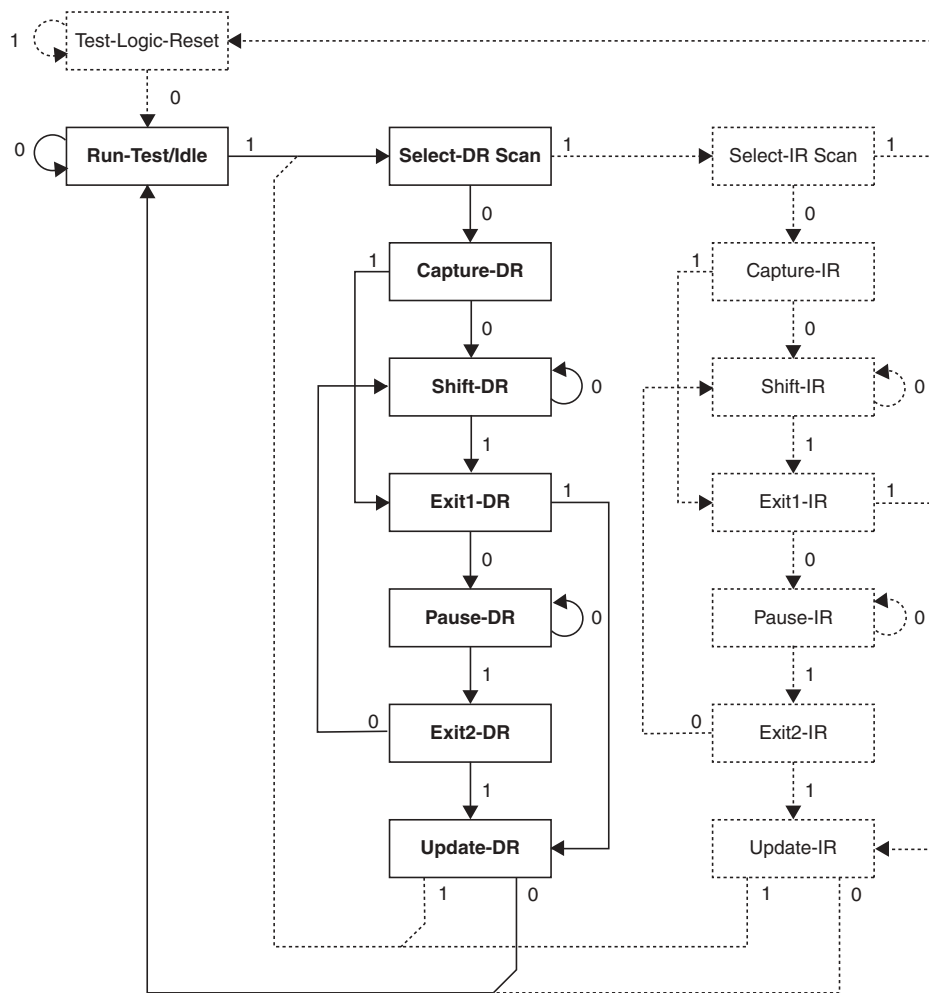 Test-Logic-Reset
1
0
Run-Test/Idle
0
1
Select-DR Scan
1
Select-IR Scan
1
0
0
Capture-DR
1
Capture-IR
1
0
0
Shift-DR
0
Shift-IR
0
1
1
Exit1-DR
1
Exit1-IR
1
0
0
Pause-DR
0
Pause-IR
0
1
1
Exit2-DR
0
Exit2-IR
0
1
1
Update-DR
Update-IR
1
0
1
0